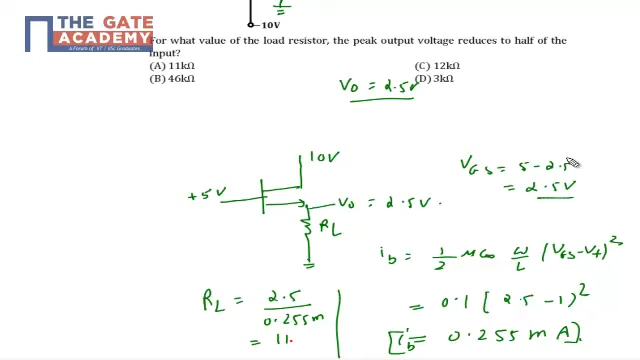 -10V
THE GATE
ACADEMY
A Forum of IIT / IISC Graduates
For what value of the load resistor, the peak output voltage reduces to half of the
input?
(A) 11kΩ
(C) 12kΩ
(B) 46kΩ
(D) 3kΩ
V0 = 2.5V
10V
+5V
V0 = 2.5V.
RL
VGS = 5 - 2.5
= 2.5V
iD = 1/2 μCo W/L (VGS-Vt)^2
= 0.1 [2.5 - 1]^2
[iD = 0.255 mA].
RL = 2.5/0.255m
= 11.